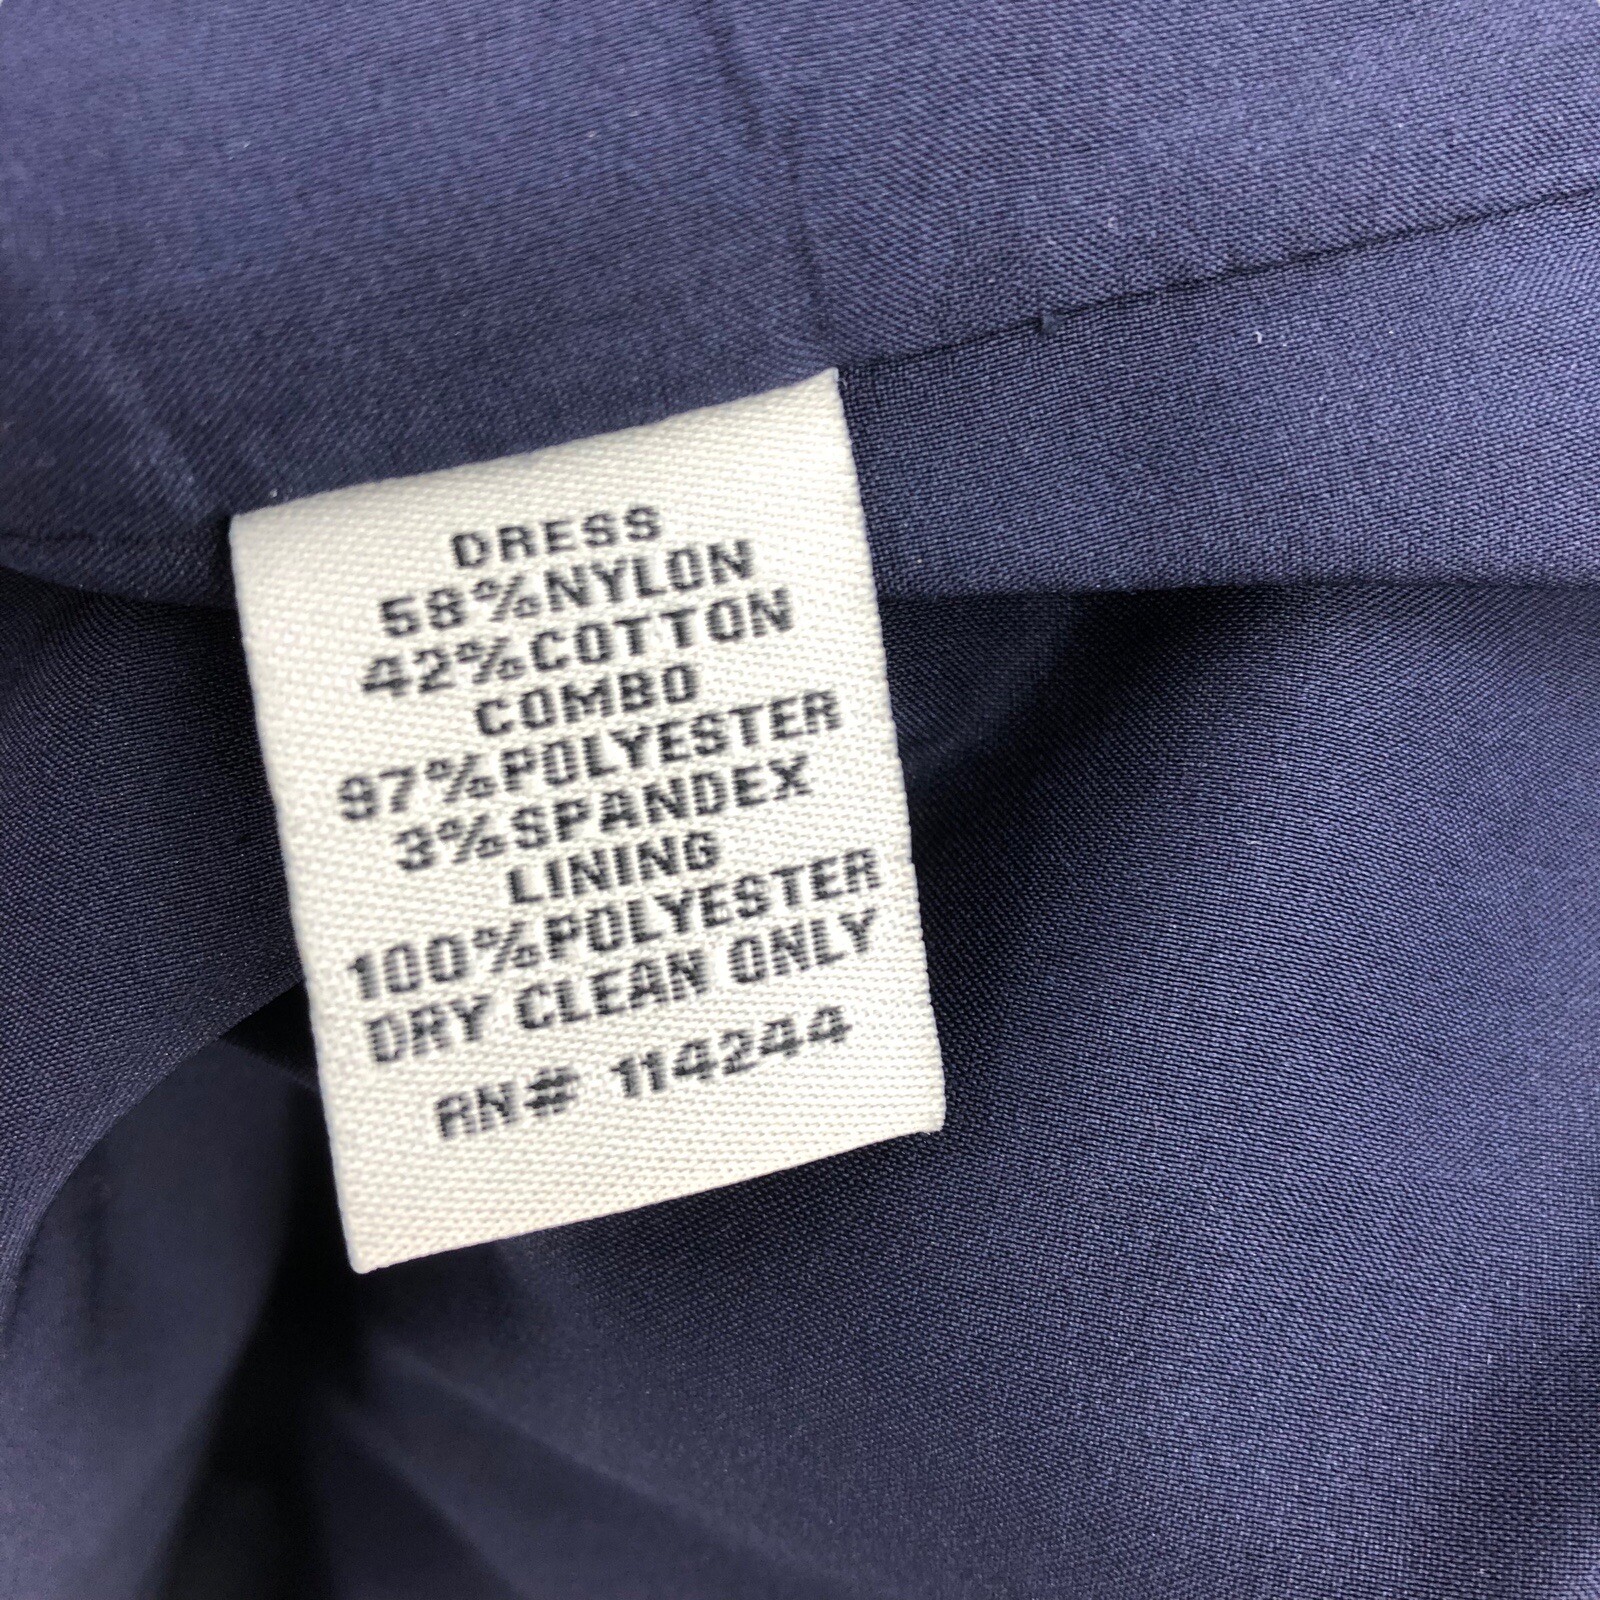 DRESS
58%NYLON
42%COTTON
COMBO
97%POLYESTER
3%SPANDEX
LINING
100%POLYESTER
DRY CLEAN ONLY
RN# 114244